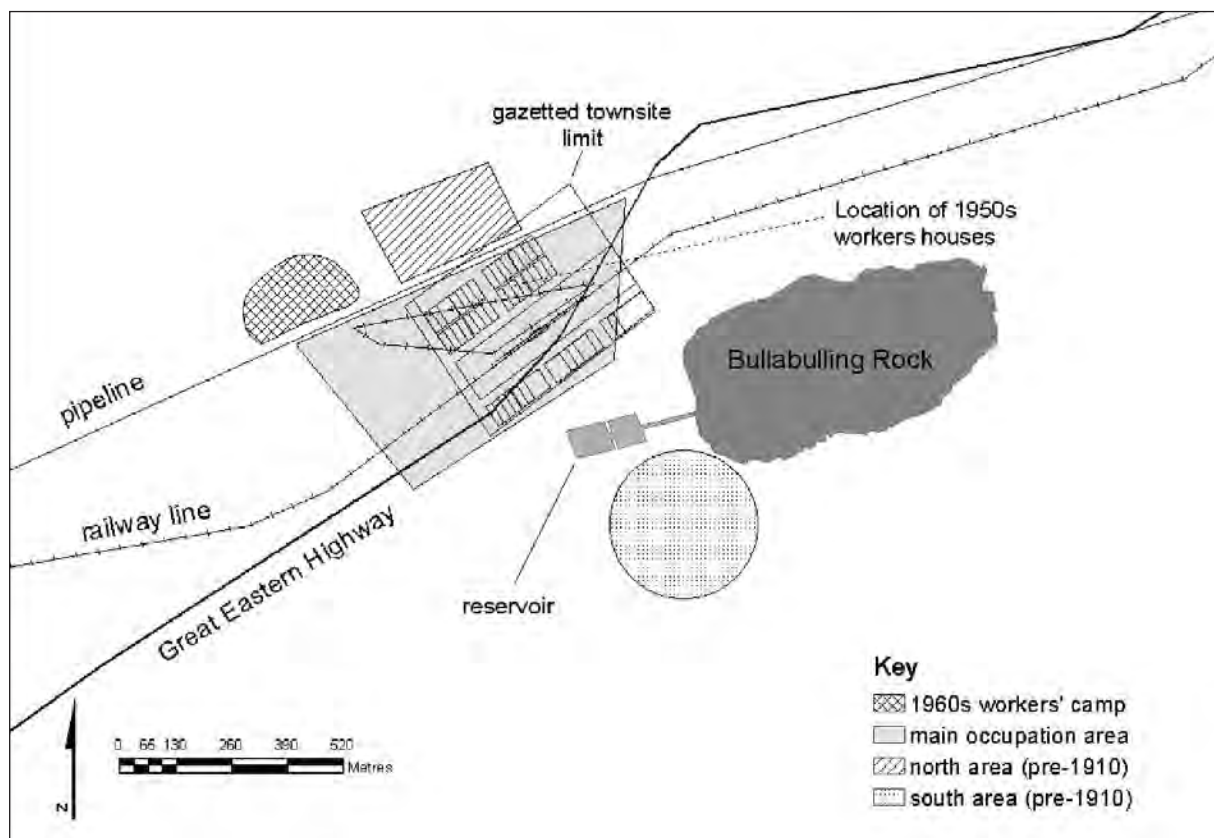 gazetted townsite
limit
Location of 1950s
workers houses
Bullabulling Rock
pipeline
railway line
Great Eastern Highway
reservoir
Key
1960s workers' camp
main occupation area
north area (pre-1910)
south area (pre-1910)
0 65 130 260 390 520
Metres
N